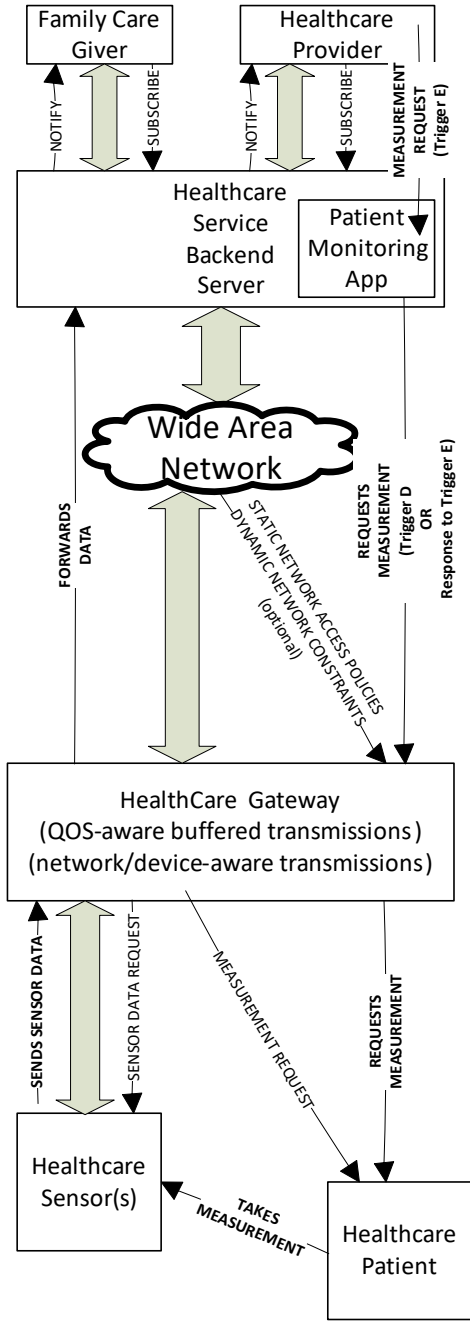 Family Care
Giver
Healthcare
Provider
NOTIFY
SUBSCRIBE
NOTIFY
SUBSCRIBE
MEASUREMENT
REQUEST
(Trigger E)
Healthcare
Service
Backend
Server
Patient
Monitoring
App
Wide Area
Network
FORWARDS
DATA
STATIC NETWORK ACCESS POLICIES
DYNAMIC NETWORK CONSTRAINTS
(optional)
REQUESTS
MEASUREMENT
(Trigger D
OR
Response to Trigger E)
HealthCare Gateway
(QOS-aware buffered transmissions)
(network/device-aware transmissions)
SENDS SENSOR DATA
SENSOR DATA REQUEST
MEASUREMENT REQUEST
REQUESTS
MEASUREMENT
Healthcare
Sensor(s)
TAKES
MEASUREMENT
Healthcare
Patient